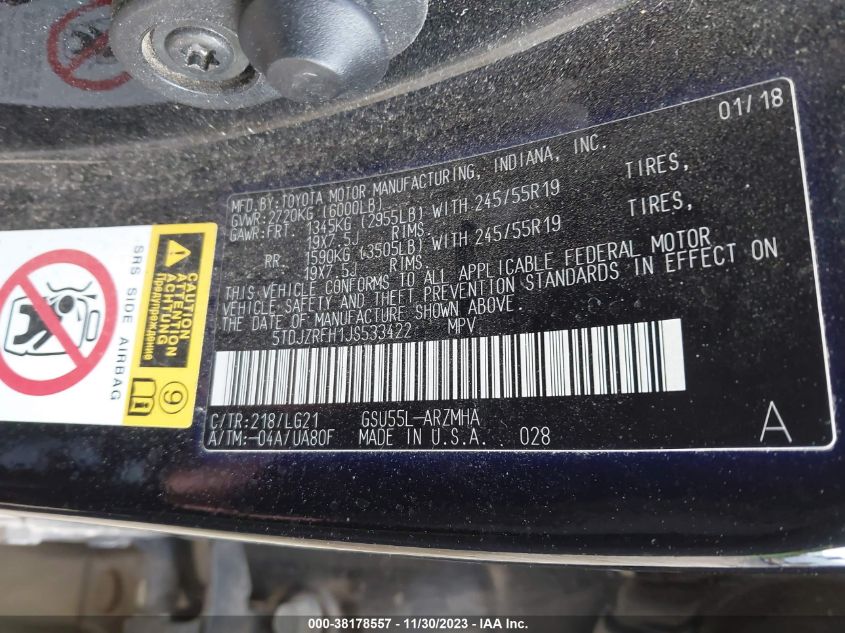 01/18
MFD.BY:TOYOTA MOTOR MANUFACTURING, INDIANA, INC.
GVWR:2720KG (6000LB)
GAWR:FRT. 1345KG (2955LB) WITH 245/55R19 TIRES,
19X7.5J RIMS.
RR 1590KG (3505LB) WITH 245/55R19 TIRES,
19X7.5J RIMS.
THIS VEHICLE CONFORMS TO ALL APPLICABLE FEDERAL MOTOR
VEHICLE SAFETY AND THEFT PREVENTION STANDARDS IN EFFECT ON
THE DATE OF MANUFACTURE SHOWN ABOVE.
5TDJZRFH1JS533422 MPV
C/TR:218/LG21 GSU55L-ARZMHA
A/TM:-04A/UA80F MADE IN U.S.A. 028
A
SRS SIDE AIRBAG
CAUTION
ATTENTION
ACHTUNG
Предупреждение
9
000-38178557 - 11/30/2023 - IAA Inc.